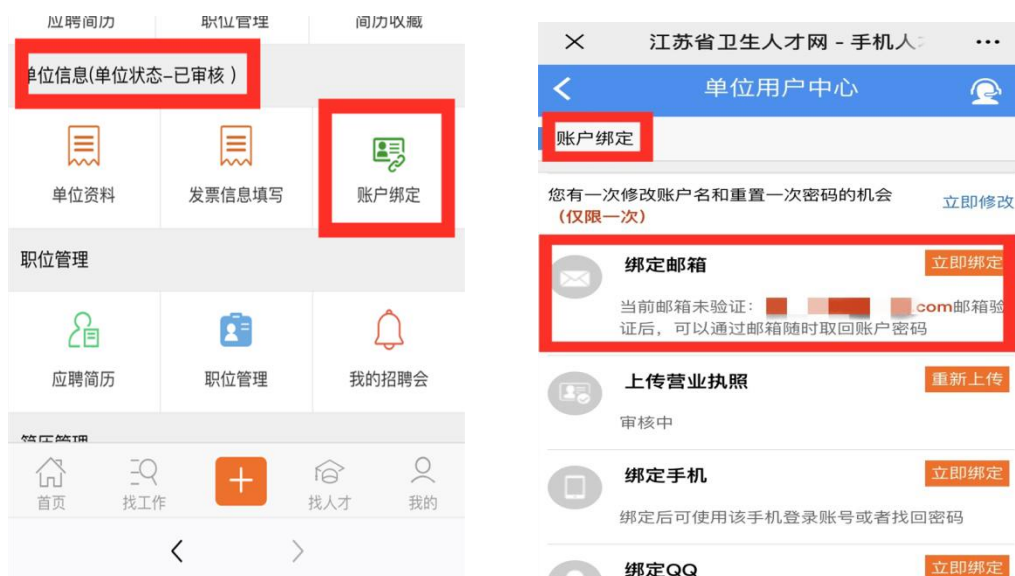 应聘简历 职位管理 简历收藏
单位信息(单位状态-已审核)
单位资料 发票信息填写 账户绑定
职位管理
应聘简历 职位管理 我的招聘会
简历管理
首页 找工作 找人才 我的
江苏省卫生人才网 - 手机人
单位用户中心
账户绑定
您有一次修改账户名和重置一次密码的机会
(仅限一次)
立即修改
绑定邮箱 立即绑定
当前邮箱未验证:
.com邮箱验
证后,可以通过邮箱随时取回账户密码
上传营业执照 重新上传
审核中
绑定手机 立即绑定
绑定后可使用该手机登录账号或者找回密码
绑定QQ 立即绑定